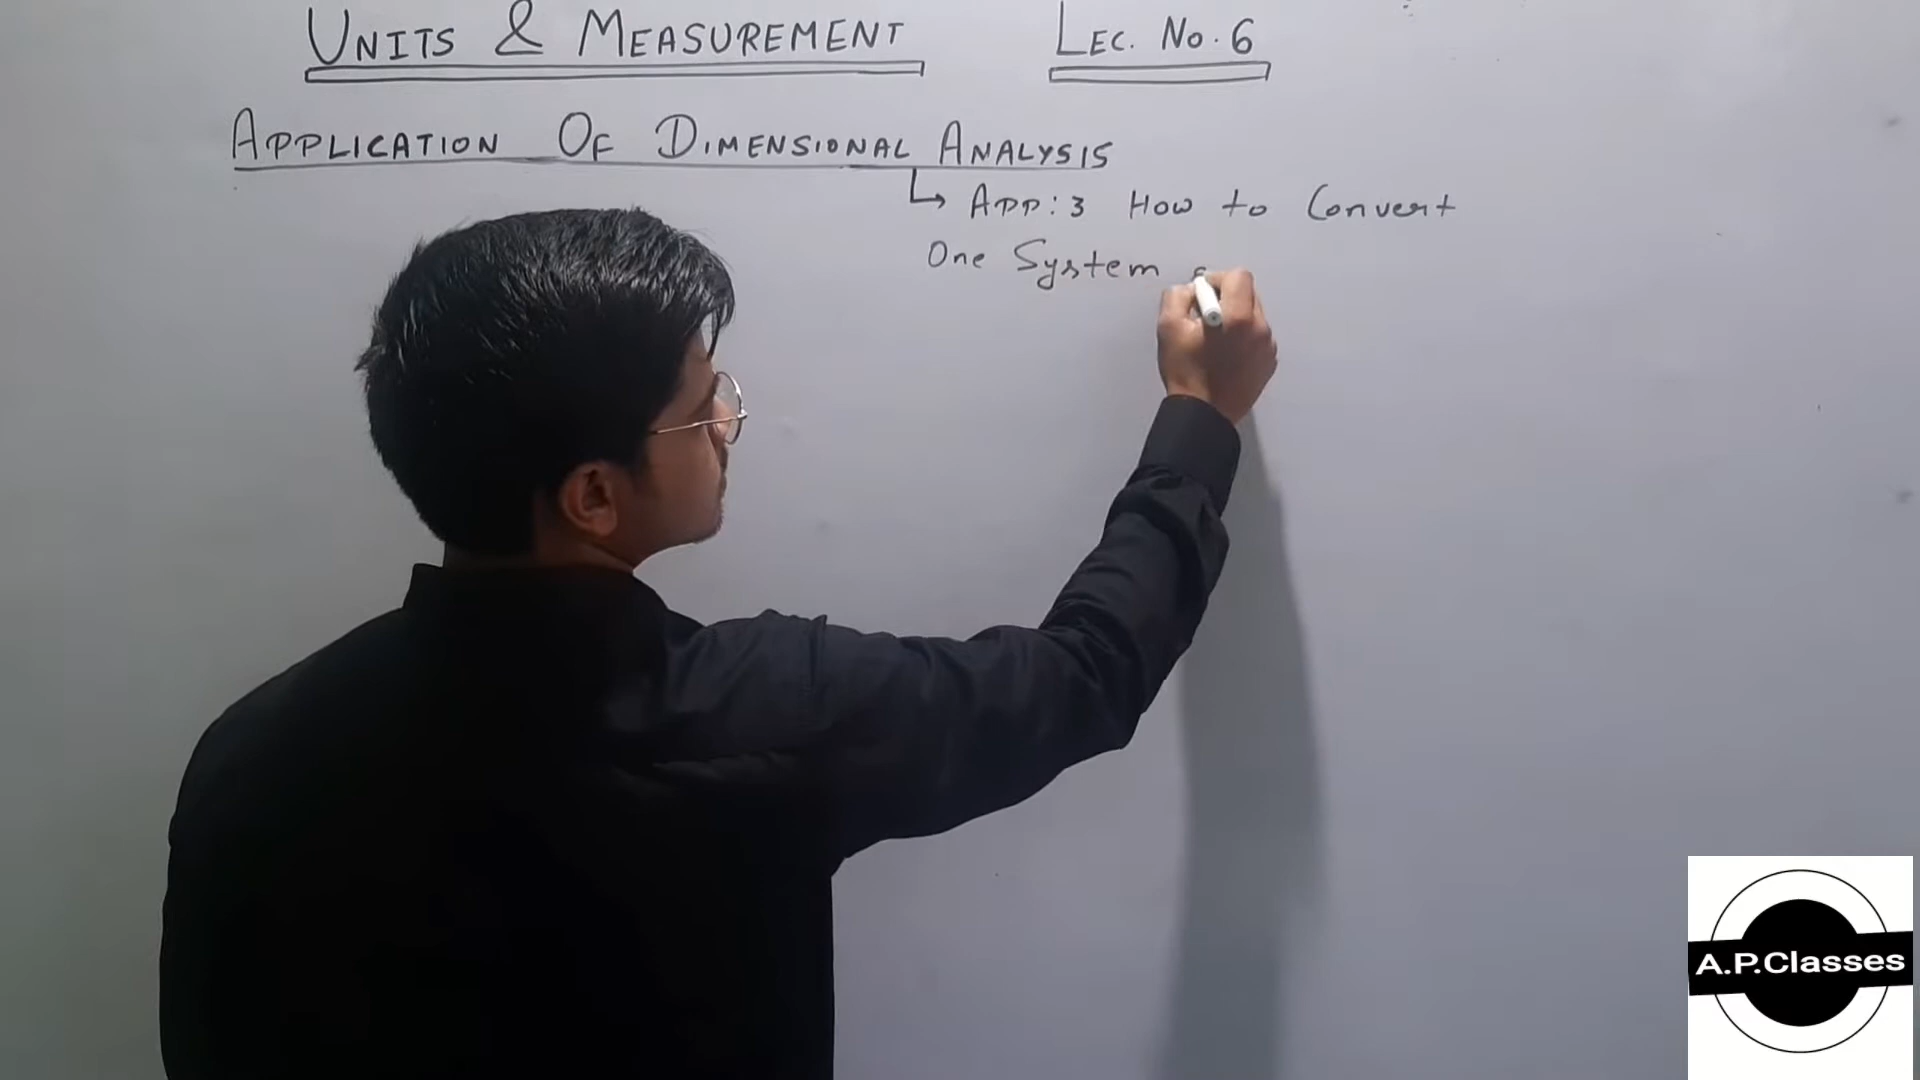 UNITS & MEASUREMENT LEC. NO. 6
APPLICATION OF DIMENSIONAL ANALYSIS
↳ APP: 3 HOW to Convert
One System
A.P.Classes